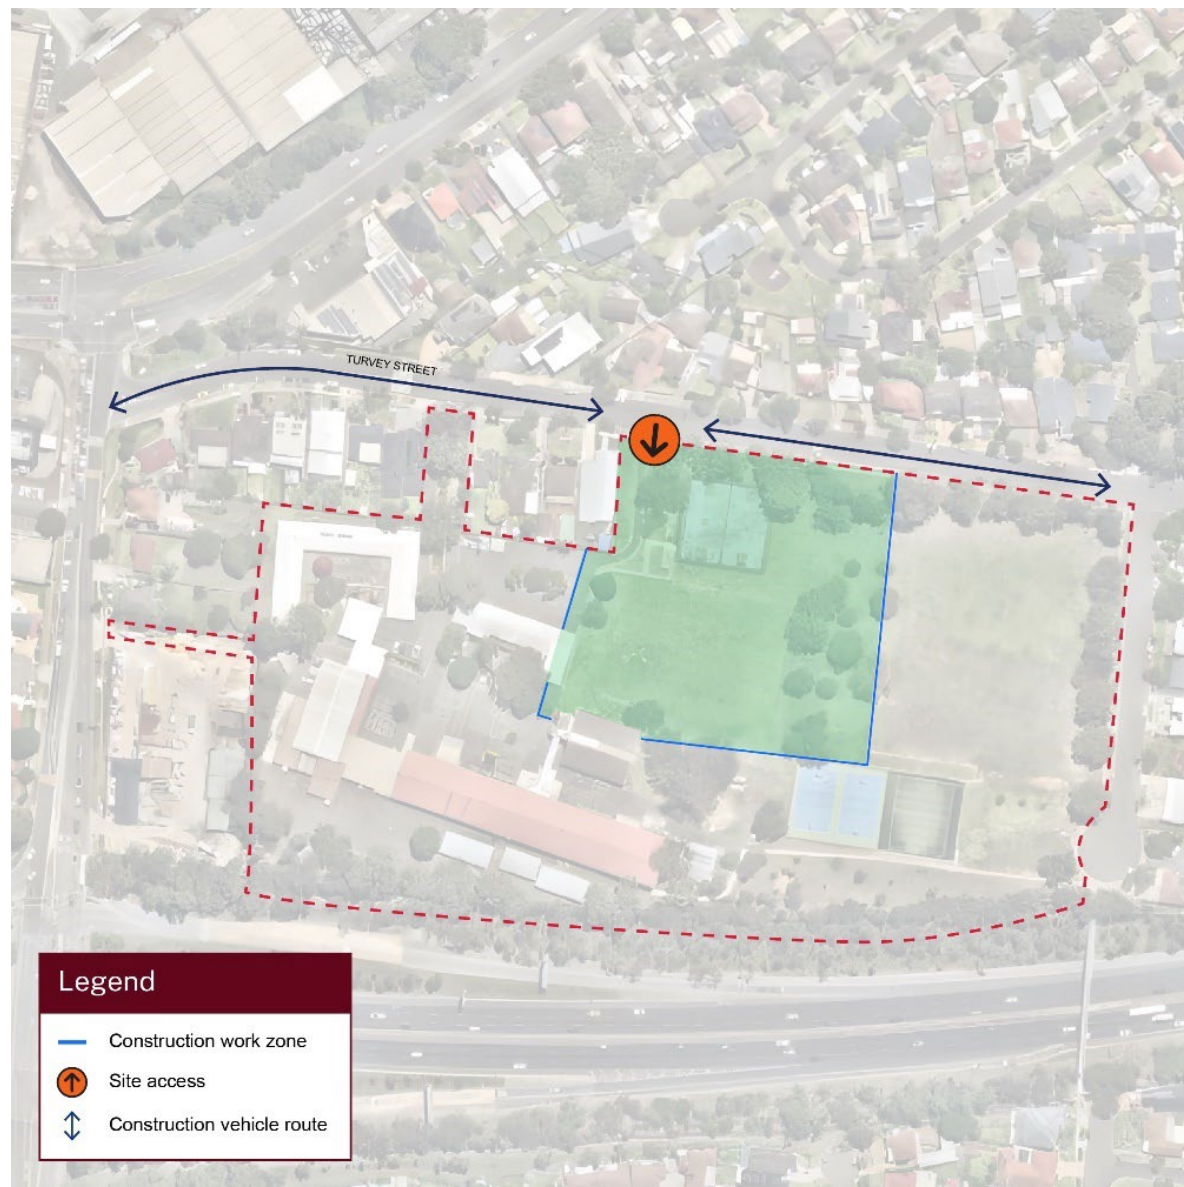 TURVEY STREET
Legend
Construction work zone
Site access
Construction vehicle route